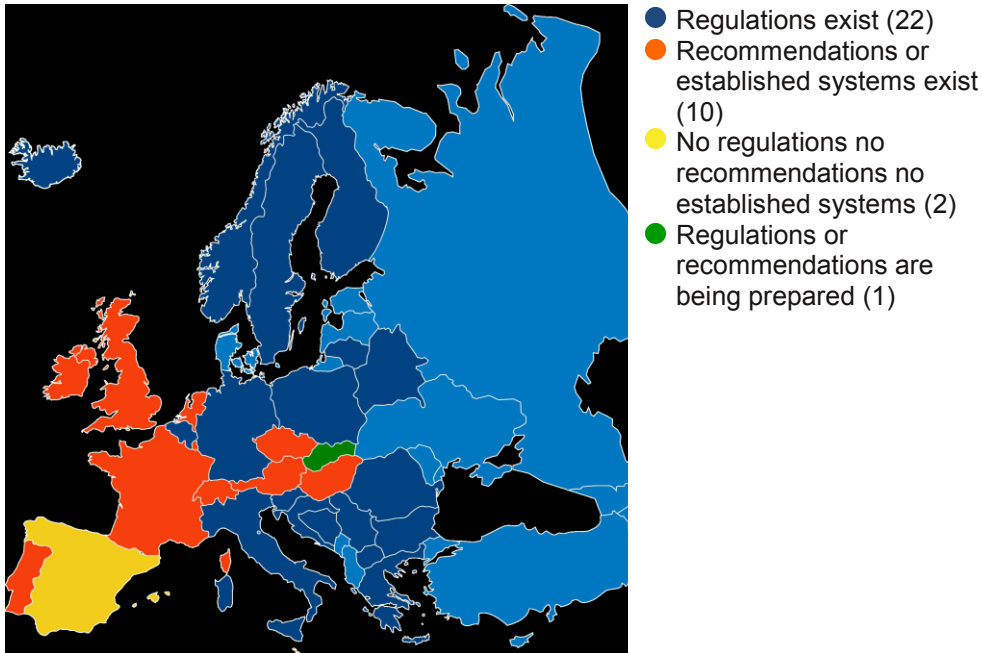 Regulations exist (22)
Recommendations or
established systems exist
(10)
No regulations no
recommendations no
established systems (2)
Regulations or
recommendations are
being prepared (1)